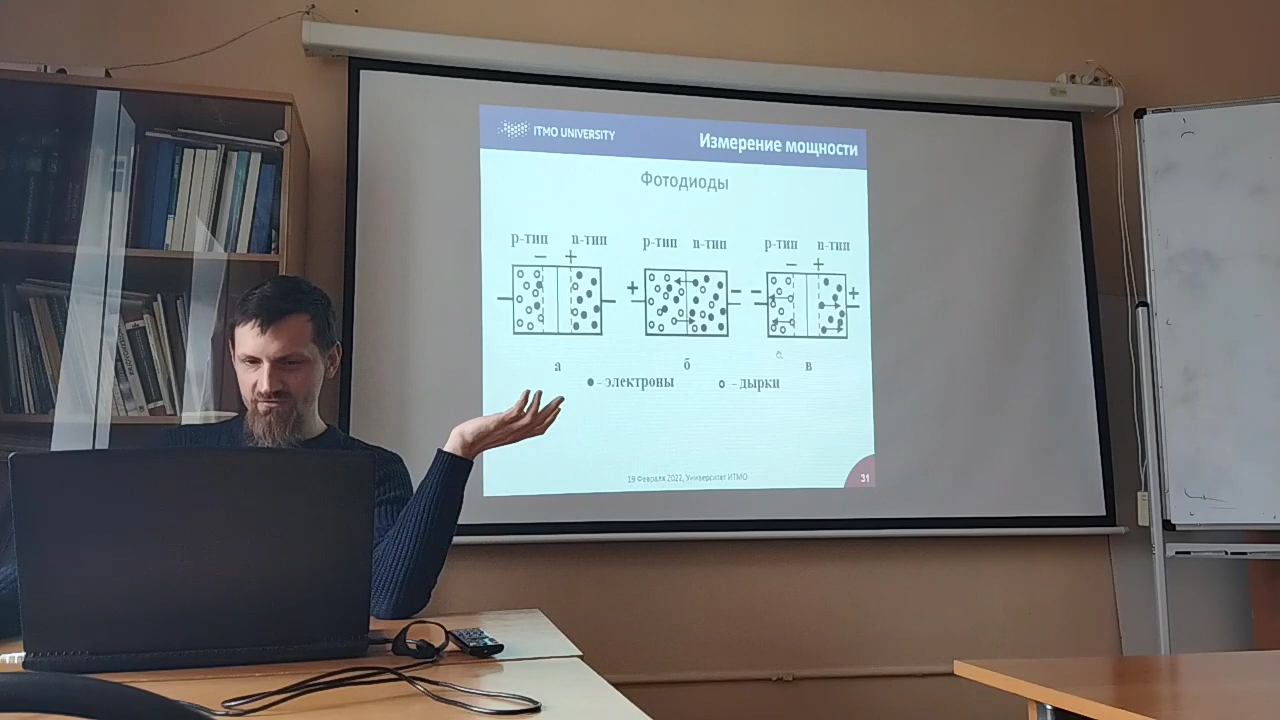 ITMO UNIVERSITY
Измерение мощности
Фотодиоды
р-тип n-тип р-тип n-тип р-тип n-тип
− + − +
− − + − − +
а б в
- электроны - дырки
19 Февраля 2022, Университет ИТМО
31